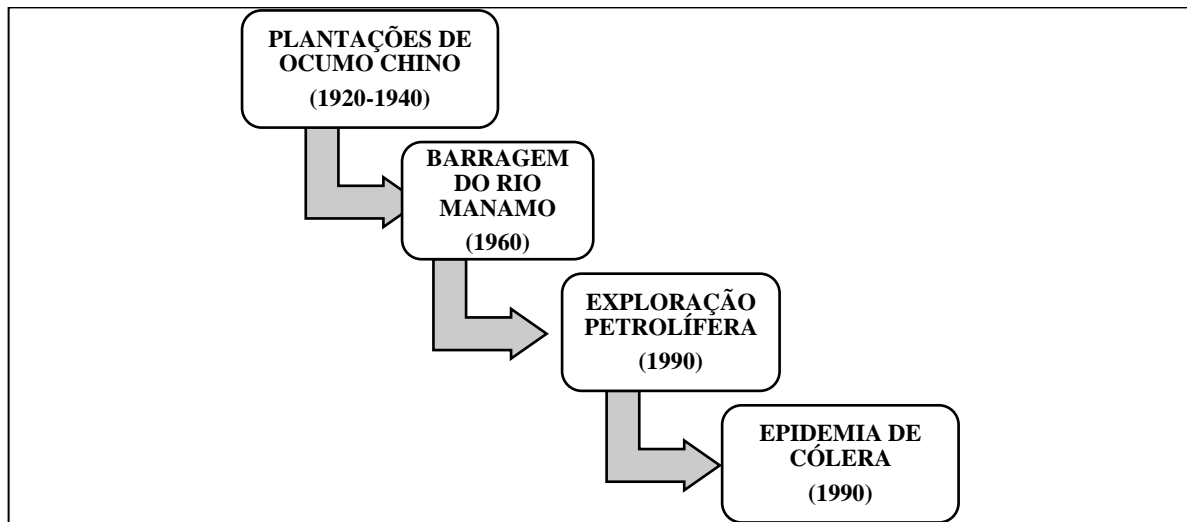 PLANTAÇÕES DE
OCUMO CHINO
(1920-1940)
BARRAGEM
DO RIO
MANAMO
(1960)
EXPLORAÇÃO
PETROLÍFERA
(1990)
EPIDEMIA DE
CÓLERA
(1990)